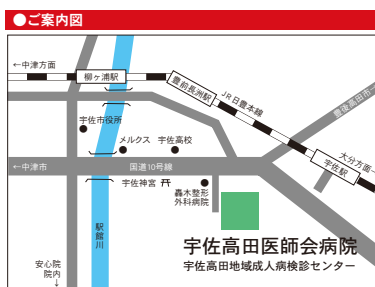 ●ご案内図
←中津方面
柳ヶ浦駅
豊前長洲駅
JR日豊本線
豊後高田市→
宇佐市役所
メルクス
宇佐高校
大分方面→
宇佐駅
←中津市
国道10号線
宇佐神宮
轟木整形
外科病院
駅館川
宇佐高田医師会病院
宇佐高田地域成人病検診センター
安心院
院内
↓